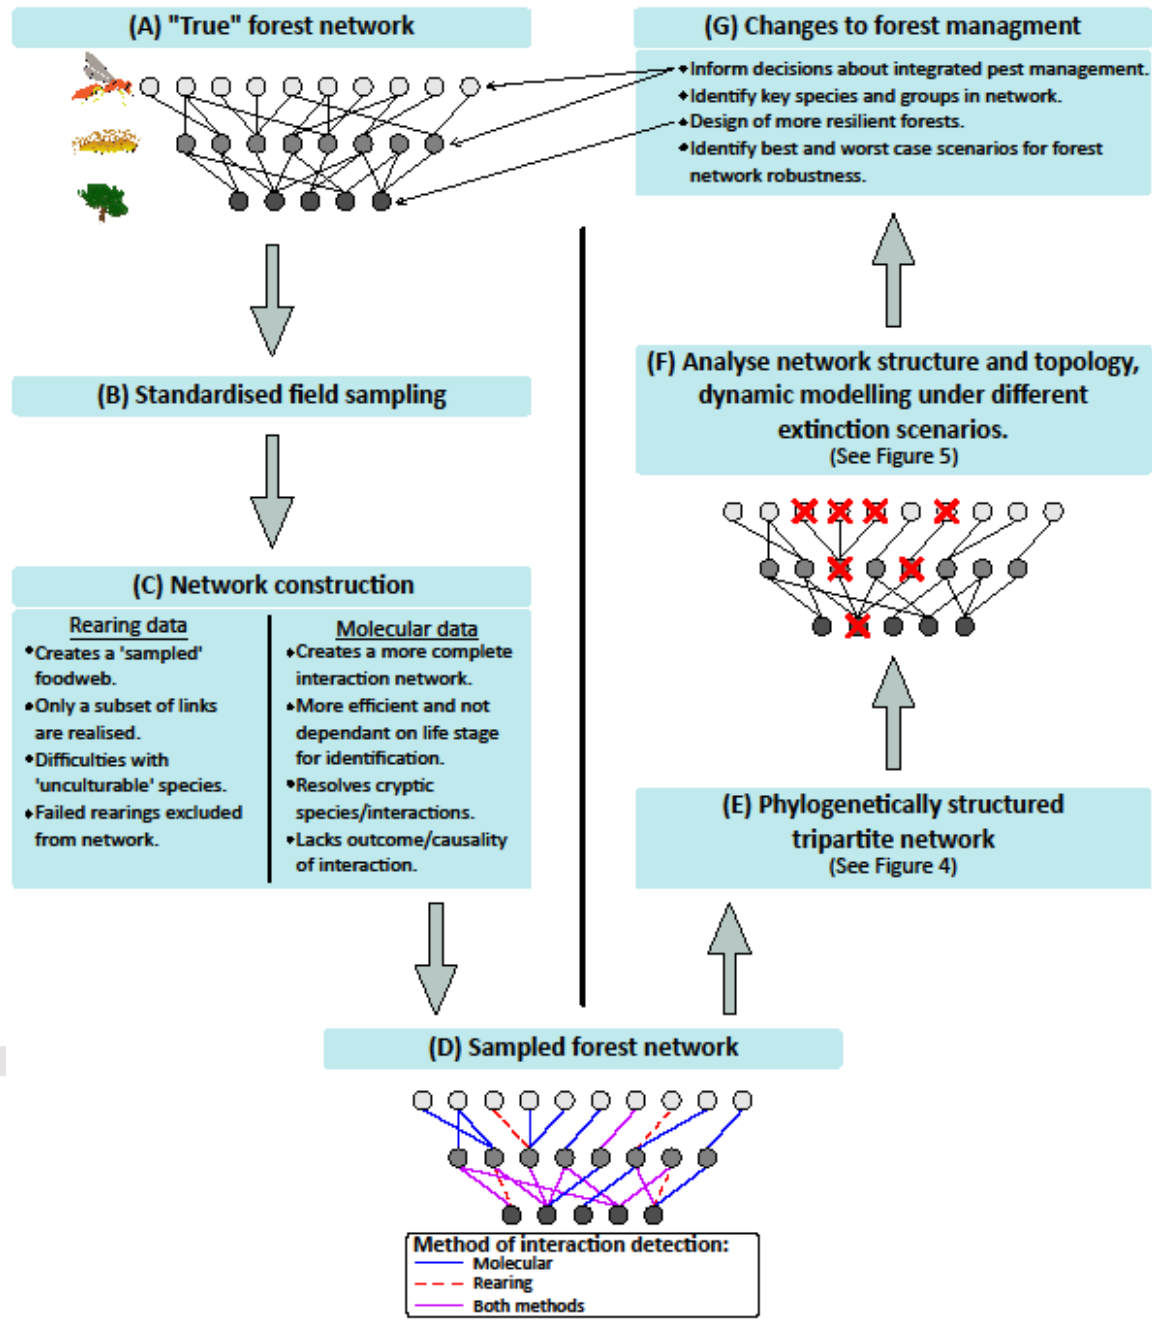 (A) "True" forest network
(B) Standardised field sampling
(C) Network construction
Rearing data
•Creates a 'sampled'
foodweb.
•Only a subset of links
are realised.
•Difficulties with
'unculturable' species.
•Failed rearings excluded
from network.
Molecular data
•Creates a more complete
interaction network.
•More efficient and not
dependant on life stage
for identification.
•Resolves cryptic
species/interactions.
•Lacks outcome/causality
of interaction.
(D) Sampled forest network
Method of interaction detection:
Molecular
Rearing
Both methods
(E) Phylogenetically structured
tripartite network
(See Figure 4)
(F) Analyse network structure and topology,
dynamic modelling under different
extinction scenarios.
(See Figure 5)
(G) Changes to forest managment
•Inform decisions about integrated pest management.
•Identify key species and groups in network.
•Design of more resilient forests.
•Identify best and worst case scenarios for forest
network robustness.